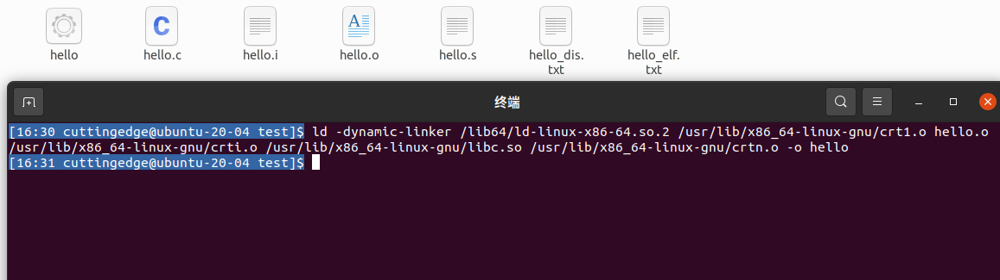 hello
hello.c
hello.i
hello.o
hello.s
hello_dis.
txt
hello_elf.
txt
终端
[16:30 cuttingedge@ubuntu-20-04 test]$ ld -dynamic-linker /lib64/ld-linux-x86-64.so.2 /usr/lib/x86_64-linux-gnu/crt1.o hello.o
/usr/lib/x86_64-linux-gnu/crti.o /usr/lib/x86_64-linux-gnu/libc.so /usr/lib/x86_64-linux-gnu/crtn.o -o hello
[16:31 cuttingedge@ubuntu-20-04 test]$